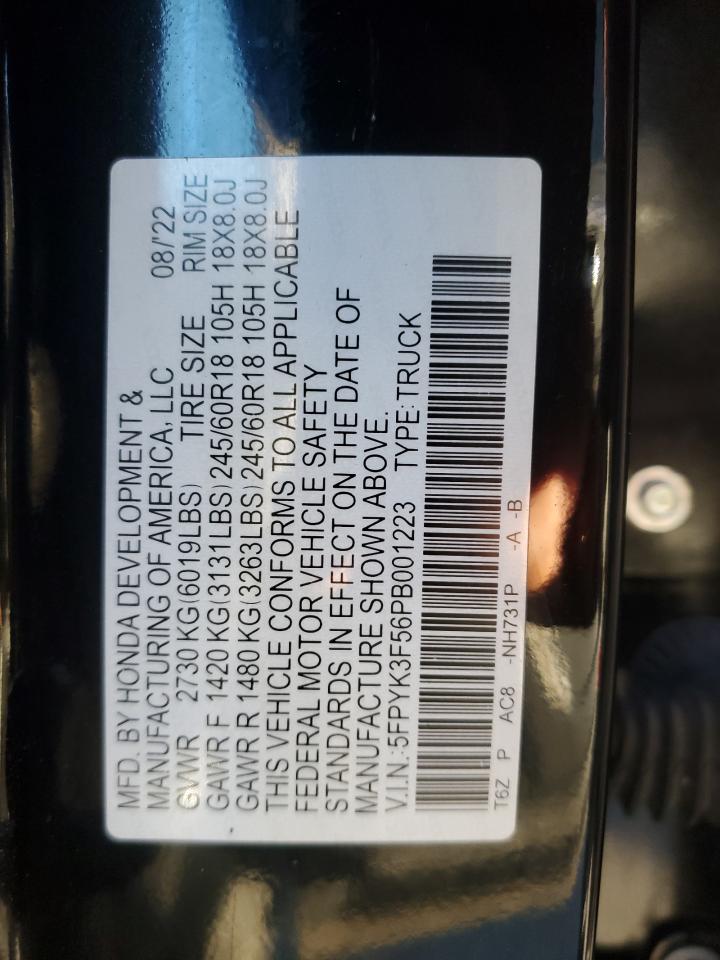 MFD. BY HONDA DEVELOPMENT &
MANUFACTURING OF AMERICA, LLC 08/'22
GVWR 2730 KG(6019LBS) TIRE SIZE RIM SIZE
GAWR F 1420 KG(3131LBS) 245/60R18 105H 18X8.0J
GAWR R 1480 KG(3263LBS) 245/60R18 105H 18X8.0J
THIS VEHICLE CONFORMS TO ALL APPLICABLE
FEDERAL MOTOR VEHICLE SAFETY
STANDARDS IN EFFECT ON THE DATE OF
MANUFACTURE SHOWN ABOVE.
V.I.N.:5FPYK3F56PB001223 TYPE:TRUCK
T6Z P AC8 -NH731P -A -B